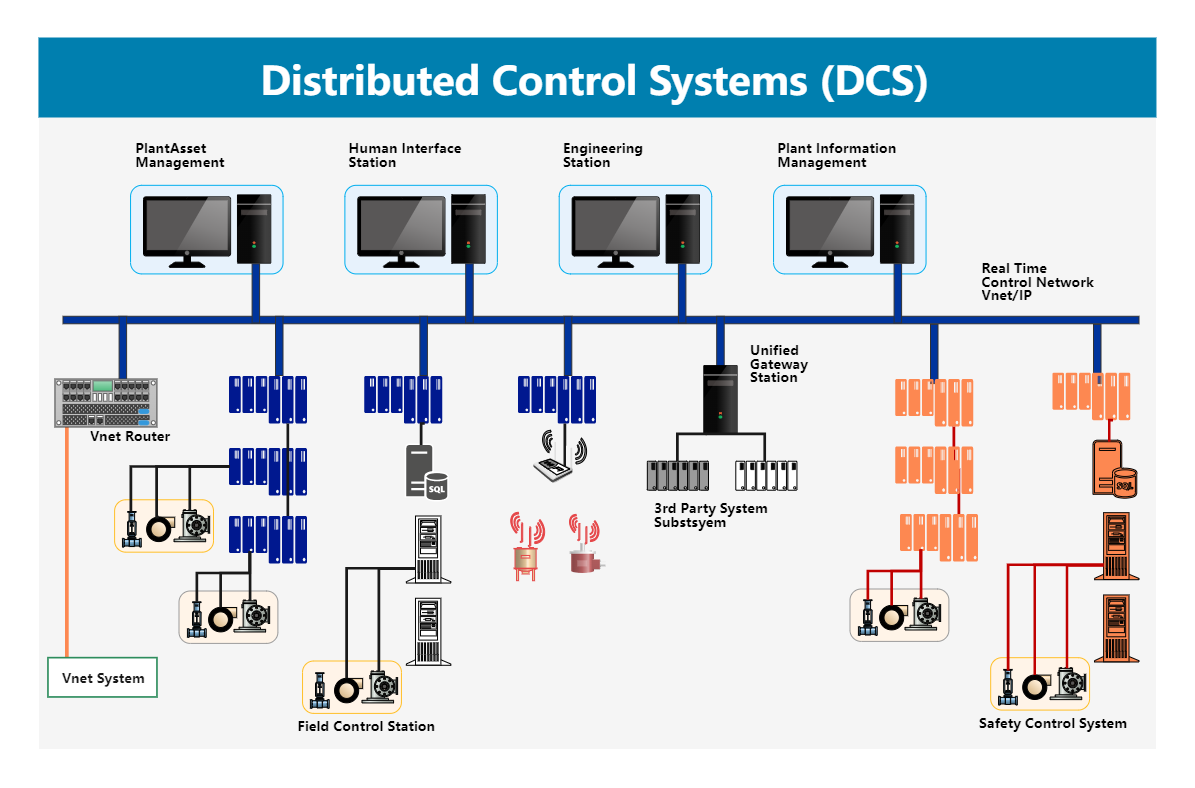 Distributed Control Systems (DCS)
PlantAsset
Management
Human Interface
Station
Engineering
Station
Plant Information
Management
Real Time
Control Network
Vnet/IP
Unified
Gateway
Station
Vnet Router
SQL
SQL
3rd Party System
Substsyem
Vnet System
Field Control Station
Safety Control System